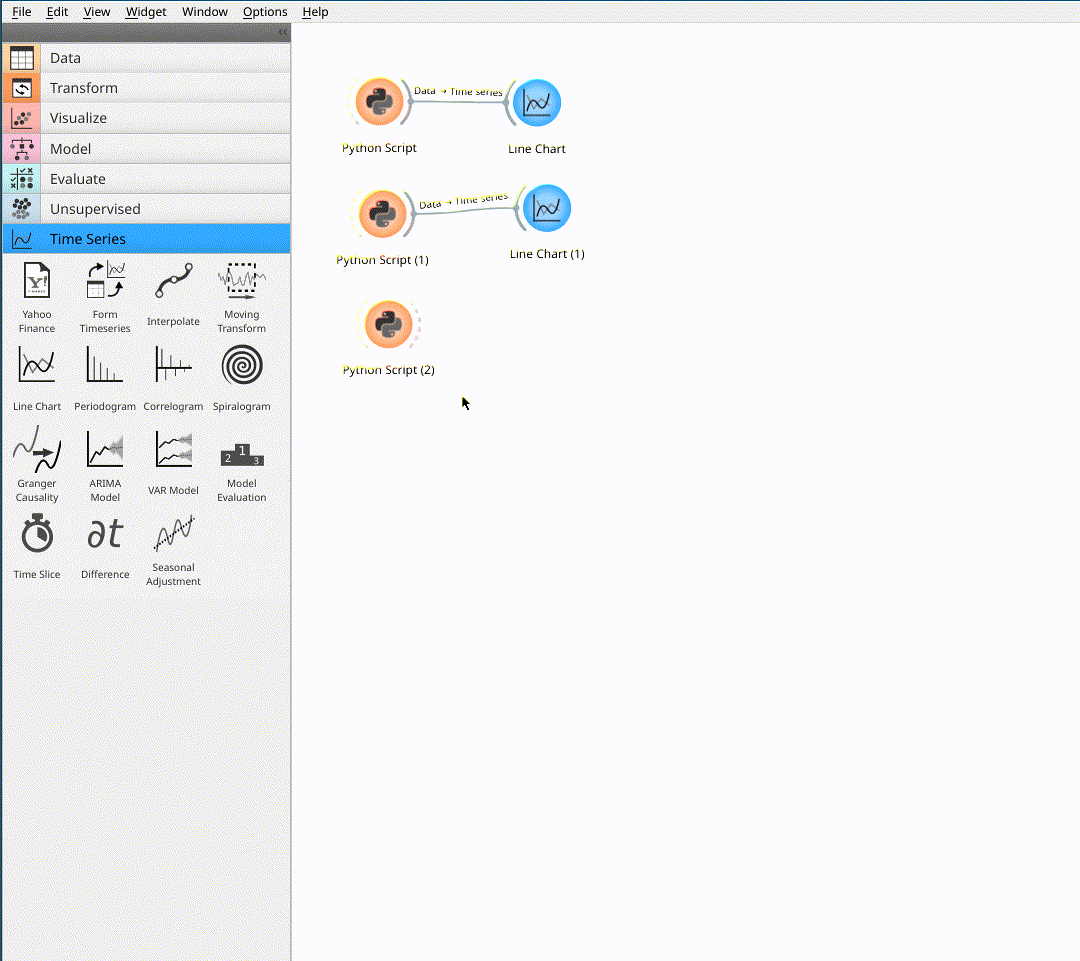 File Edit View Widget Window Options Help
Data
Transform
Visualize
Model
Evaluate
Unsupervised
Time Series
Yahoo
Finance
Form
Timeseries
Interpolate
Moving
Transform
Line Chart
Periodogram
Correlogram
Spiralogram
Granger
Causality
ARIMA
Model
VAR Model
2 1 3
Model
Evaluation
Time Slice
∂t
Difference
Seasonal
Adjustment
Data → Time series
Python Script
Line Chart
Data → Time series
Python Script (1)
Line Chart (1)
Python Script (2)